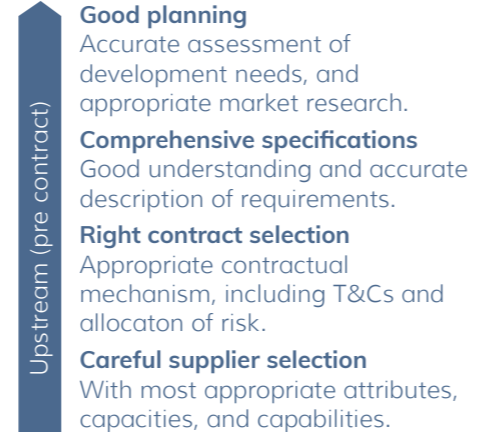 Upstream (pre contract)
Good planning
Accurate assessment of
development needs, and
appropriate market research.
Comprehensive specifications
Good understanding and accurate
description of requirements.
Right contract selection
Appropriate contractual
mechanism, including T&Cs and
allocaton of risk.
Careful supplier selection
With most appropriate attributes,
capacities, and capabilities.